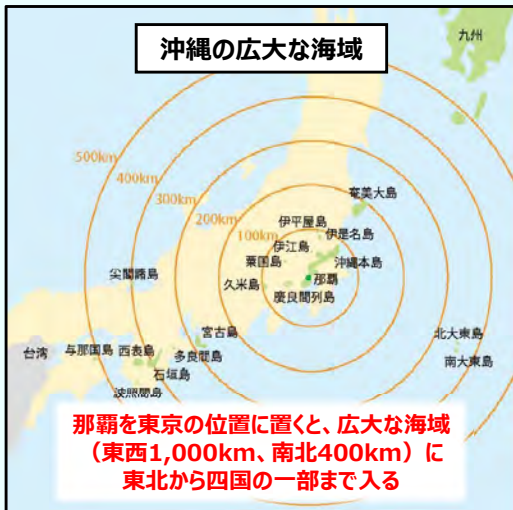 沖縄の広大な海域
九州
500km
400km
300km
200km
100km
奄美大島
伊平屋島
伊是名島
伊江島
粟国島
沖縄本島
久米島
那覇
慶良間列島
尖閣諸島
宮古島
台湾
与那国島
西表島
多良間島
石垣島
波照間島
北大東島
南大東島
那覇を東京の位置に置くと、広大な海域
（東西1,000km、南北400km）に
東北から四国の一部まで入る